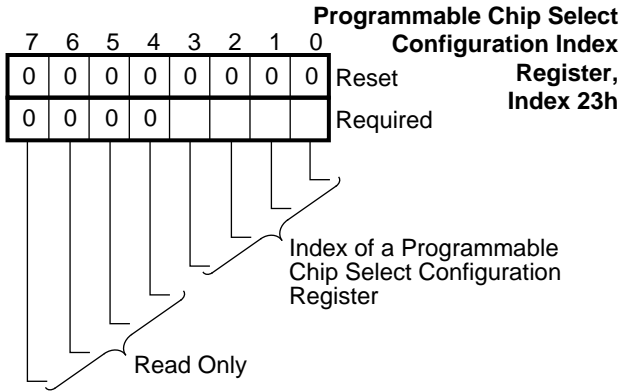 Programmable Chip Select
Configuration Index
Register,
Index 23h
7 6 5 4 3 2 1 0
0 0 0 0 0 0 0 0 Reset
0 0 0 0 Required
Index of a Programmable
Chip Select Configuration
Register
Read Only